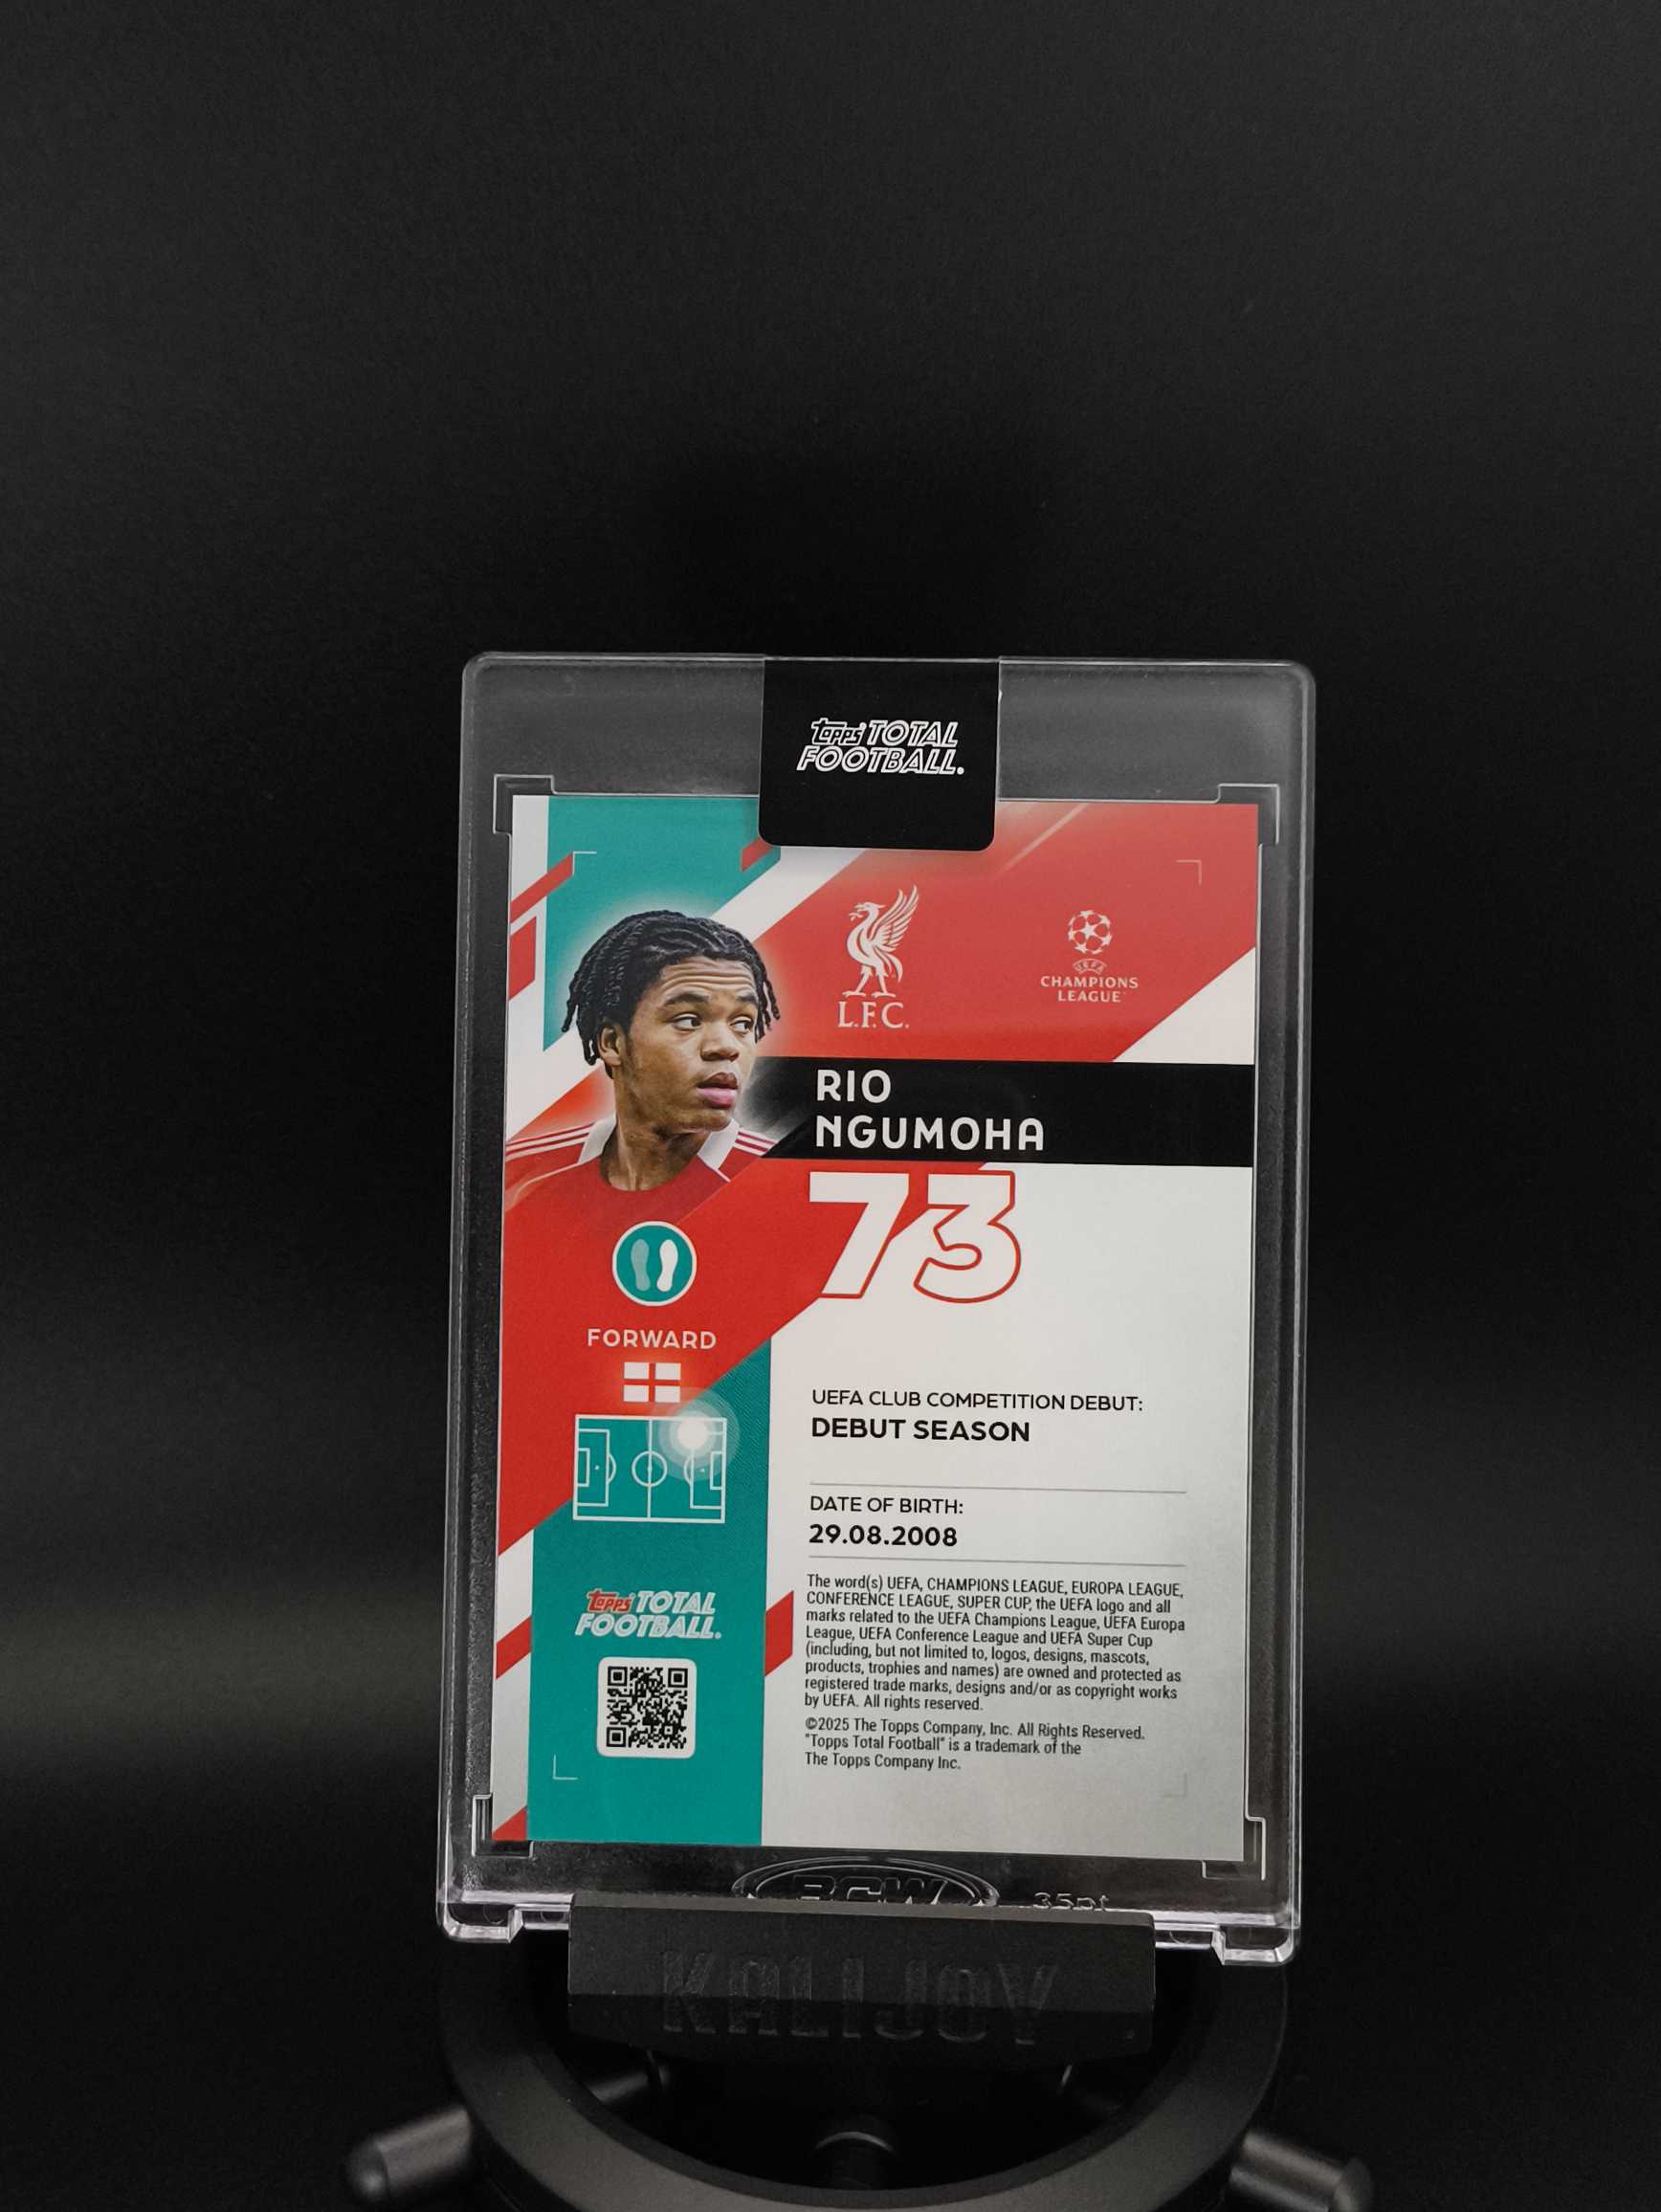 topps TOTAL
FOOTBALL.
L.F.C.
UEFA
CHAMPIONS
LEAGUE
RIO
NGUMOHA
73
FORWARD
UEFA CLUB COMPETITION DEBUT:
DEBUT SEASON
DATE OF BIRTH:
29.08.2008
The word(s) UEFA, CHAMPIONS LEAGUE, EUROPA LEAGUE,
CONFERENCE LEAGUE, SUPER CUP, the UEFA logo and all
marks related to the UEFA Champions League, UEFA Europa
League, UEFA Conference League and UEFA Super Cup
(including, but not limited to, logos, designs, mascots,
products, trophies and names) are owned and protected as
registered trade marks, designs and/or as copyright works
by UEFA. All rights reserved.
©2025 The Topps Company, Inc. All Rights Reserved.
"Topps Total Football" is a trademark of the
The Topps Company Inc.
topps TOTAL
FOOTBALL.
BCW 35pt
KALIJOY